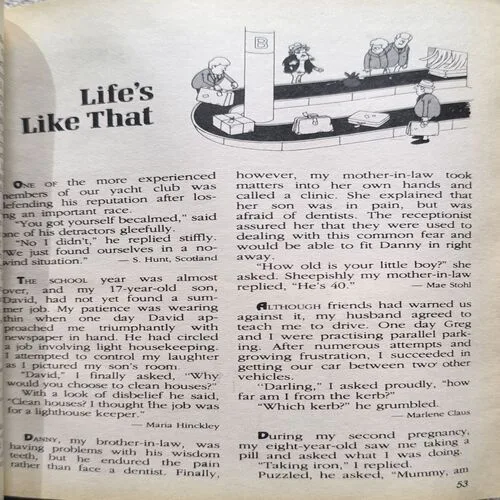 Life's
Like That
B
ONE of the more experienced
members of our yacht club was
defending his reputation after los-
ing an important race.
"You got yourself becalmed," said
one of his detractors gleefully.
"No I didn't," he replied stiffly.
"We just found ourselves in a no-
wind situation."
— S. Hunt, Scotland
THE SCHOOL year was almost
over, and my 17-year-old son,
David, had not yet found a sum-
mer job. My patience was wearing
thin when one day David ap-
proached me triumphantly with
newspaper in hand. He had circled
a job involving light housekeeping.
I attempted to control my laughter
as I pictured my son's room.
"David," I finally asked, "Why
would you choose to clean houses?"
With a look of disbelief he said,
"Clean houses? I thought the job was
for a lighthouse keeper."
— Maria Hinckley
DANNY, my brother-in-law, was
having problems with his wisdom
teeth, but he endured the pain
rather than face a dentist. Finally,
however, my mother-in-law took
matters into her own hands and
called a clinic. She explained that
her son was in pain, but was
afraid of dentists. The receptionist
assured her that they were used to
dealing with this common fear and
would be able to fit Danny in right
away.
"How old is your little boy?" she
asked. Sheepishly my mother-in-law
replied, "He's 40."
— Mae Stohl
ALTHOUGH friends had warned us
against it, my husband agreed to
teach me to drive. One day Greg
and I were practising parallel park-
ing. After numerous attempts and
growing frustration, I succeeded in
getting our car between two other
vehicles.
"Darling," I asked proudly, "how
far am I from the kerb?"
"Which kerb?" he grumbled.
— Marlene Claus
During my second pregnancy,
my eight-year-old saw me taking a
pill and asked what I was doing.
"Taking iron," I replied.
Puzzled, he asked, "Mummy, am
53